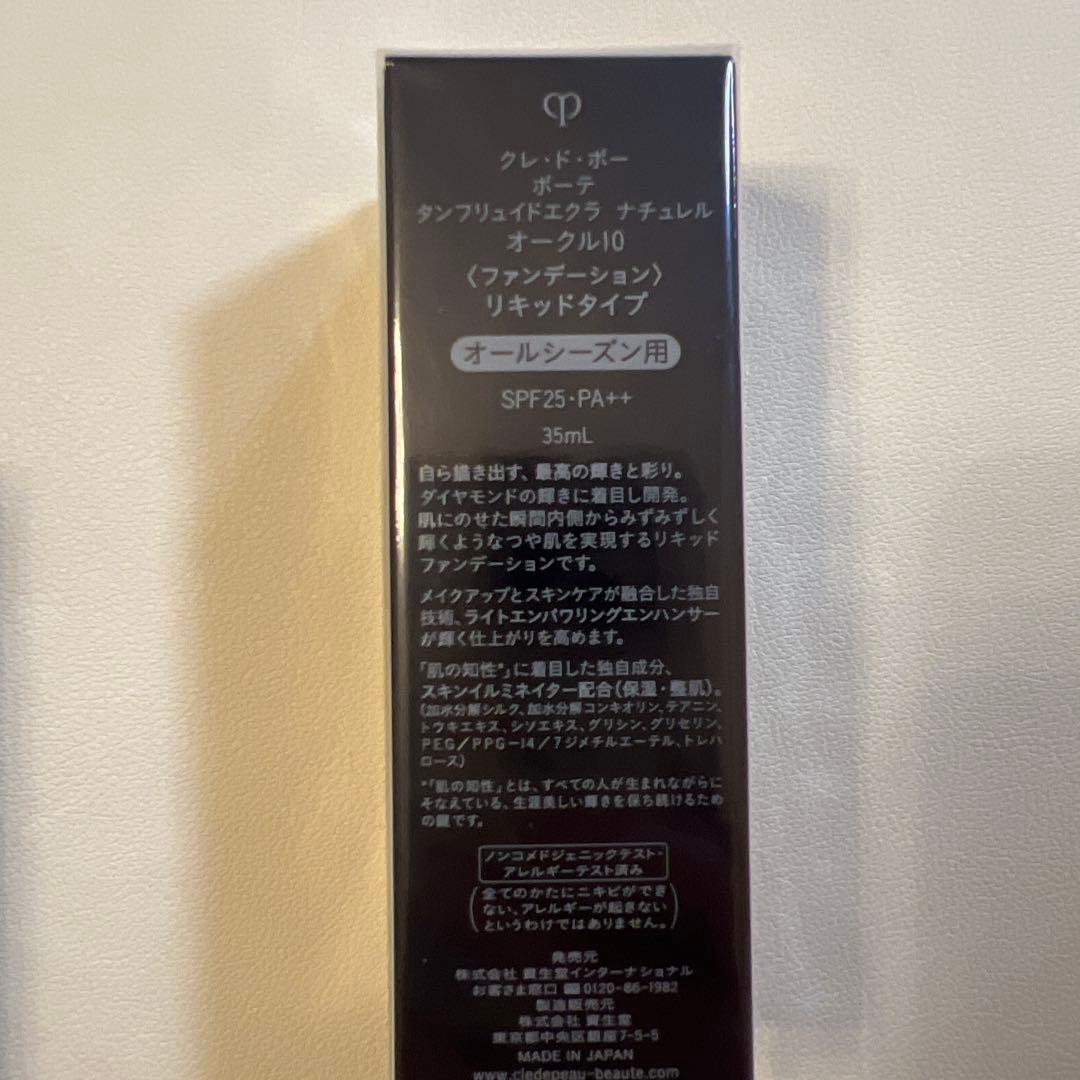 クレ・ド・ポー
ボーテ
タンフリュイドエクラ ナチュレル
オークル10
〈ファンデーション〉
リキッドタイプ
オールシーズン用
SPF25・PA++
35mL
自ら描き出す、最高の輝きと彩り。
ダイヤモンドの輝きに着目し開発。
肌にのせた瞬間内側からみずみずしく
輝くようなつや肌を実現するリキッド
ファンデーションです。
メイクアップとスキンケアが融合した独自
技術、ライトエンパワリングエンハンサー
が輝く仕上がりを高めます。
「肌の知性*」に着目した独自成分、
スキンイルミネイター配合(保湿・整肌)。
(加水分解シルク、加水分解コンキオリン、テアニン、
トウキエキス、シソエキス、グリシン、グリセリン、
PEG/PPG-14/7ジメチルエーテル、トレハ
ロース)
*「肌の知性」とは、すべての人が生まれながらに
そなえている、生涯美しい輝きを保ち続けるため
の鍵です。
ノンコメドジェニックテスト・
アレルギーテスト済み
(全てのかたにニキビができ
ない、アレルギーが起きない
というわけではありません。)
発売元
株式会社 資生堂インターナショナル
お客さま窓口 0120-86-1982
製造販売元
株式会社 資生堂
東京都中央区銀座7-5-5
MADE IN JAPAN
www.cledepeau-beaute.com